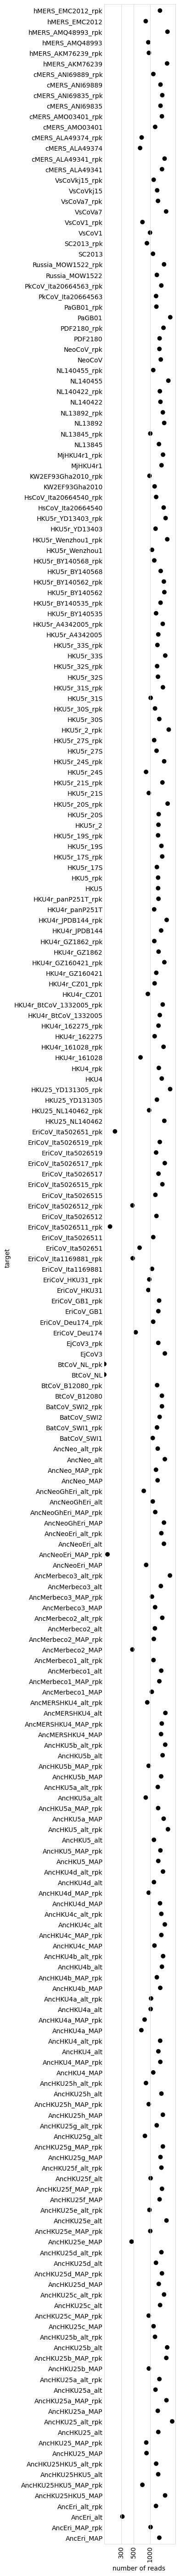 hMERS_EMC2012_rpk
hMERS_EMC2012
hMERS_AMQ48993_rpk
hMERS_AMQ48993
hMERS_AKM76239_rpk
hMERS_AKM76239
cMERS_ANI69889_rpk
cMERS_ANI69889
cMERS_ANI69835_rpk
cMERS_ANI69835
cMERS_AMO03401_rpk
cMERS_AMO03401
cMERS_ALA49374_rpk
cMERS_ALA49374
cMERS_ALA49341_rpk
cMERS_ALA49341
VsCoVkj15_rpk
VsCoVkj15
VsCoVa7_rpk
VsCoVa7
VsCoV1_rpk
VsCoV1
SC2013_rpk
SC2013
Russia_MOW1522_rpk
Russia_MOW1522
PkCoV_Ita20664563_rpk
PkCoV_Ita20664563
PaGB01_rpk
PaGB01
PDF2180_rpk
PDF2180
NeoCoV_rpk
NeoCoV
NL140455_rpk
NL140455
NL140422_rpk
NL140422
NL13892_rpk
NL13892
NL13845_rpk
NL13845
MjHKU4r1_rpk
MjHKU4r1
KW2EF93Gha2010_rpk
KW2EF93Gha2010
HsCoV_Ita20664540_rpk
HsCoV_Ita20664540
HKU5r_YD13403_rpk
HKU5r_YD13403
HKU5r_Wenzhou1_rpk
HKU5r_Wenzhou1
HKU5r_BY140568_rpk
HKU5r_BY140568
HKU5r_BY140562_rpk
HKU5r_BY140562
HKU5r_BY140535_rpk
HKU5r_BY140535
HKU5r_A4342005_rpk
HKU5r_A4342005
HKU5r_33S_rpk
HKU5r_33S
HKU5r_32S_rpk
HKU5r_32S
HKU5r_31S_rpk
HKU5r_31S
HKU5r_30S_rpk
HKU5r_30S
HKU5r_2_rpk
HKU5r_27S_rpk
HKU5r_27S
HKU5r_24S_rpk
HKU5r_24S
HKU5r_21S_rpk
HKU5r_21S
HKU5r_20S_rpk
HKU5r_20S
HKU5r_2
HKU5r_19S_rpk
HKU5r_19S
HKU5r_17S_rpk
HKU5r_17S
HKU5_rpk
HKU5
HKU4r_panP251T_rpk
HKU4r_panP251T
HKU4r_JPDB144_rpk
HKU4r_JPDB144
HKU4r_GZ1862_rpk
HKU4r_GZ1862
HKU4r_GZ160421_rpk
HKU4r_GZ160421
HKU4r_CZ01_rpk
HKU4r_CZ01
HKU4r_BtCoV_1332005_rpk
HKU4r_BtCoV_1332005
HKU4r_162275_rpk
HKU4r_162275
HKU4r_161028_rpk
HKU4r_161028
HKU4_rpk
HKU4
HKU25_YD131305_rpk
HKU25_YD131305
HKU25_NL140462_rpk
HKU25_NL140462
EriCoV_Ita502651_rpk
EriCoV_Ita5026519_rpk
EriCoV_Ita5026519
EriCoV_Ita5026517_rpk
EriCoV_Ita5026517
EriCoV_Ita5026515_rpk
EriCoV_Ita5026515
EriCoV_Ita5026512_rpk
EriCoV_Ita5026512
EriCoV_Ita5026511_rpk
EriCoV_Ita5026511
EriCoV_Ita502651
EriCoV_Ita1169881_rpk
EriCoV_Ita1169881
EriCoV_HKU31_rpk
EriCoV_HKU31
EriCoV_GB1_rpk
EriCoV_GB1
EriCoV_Deu174_rpk
EriCoV_Deu174
EjCoV3_rpk
EjCoV3
BtCoV_NL_rpk
BtCoV_NL
BtCoV_B12080_rpk
BtCoV_B12080
BatCoV_SWI2_rpk
BatCoV_SWI2
BatCoV_SWI1_rpk
BatCoV_SWI1
AncNeo_alt_rpk
AncNeo_alt
AncNeo_MAP_rpk
AncNeo_MAP
AncNeoGhEri_alt_rpk
AncNeoGhEri_alt
AncNeoGhEri_MAP_rpk
AncNeoGhEri_MAP
AncNeoEri_alt_rpk
AncNeoEri_alt
AncNeoEri_MAP_rpk
AncNeoEri_MAP
AncMerbeco3_alt_rpk
AncMerbeco3_alt
AncMerbeco3_MAP_rpk
AncMerbeco3_MAP
AncMerbeco2_alt_rpk
AncMerbeco2_alt
AncMerbeco2_MAP_rpk
AncMerbeco2_MAP
AncMerbeco1_alt_rpk
AncMerbeco1_alt
AncMerbeco1_MAP_rpk
AncMerbeco1_MAP
AncMERSHKU4_alt_rpk
AncMERSHKU4_alt
AncMERSHKU4_MAP_rpk
AncMERSHKU4_MAP
AncHKU5b_alt_rpk
AncHKU5b_alt
AncHKU5b_MAP_rpk
AncHKU5b_MAP
AncHKU5a_alt_rpk
AncHKU5a_alt
AncHKU5a_MAP_rpk
AncHKU5a_MAP
AncHKU5_alt_rpk
AncHKU5_alt
AncHKU5_MAP_rpk
AncHKU5_MAP
AncHKU4d_alt_rpk
AncHKU4d_alt
AncHKU4d_MAP_rpk
AncHKU4d_MAP
AncHKU4c_alt_rpk
AncHKU4c_alt
AncHKU4c_MAP_rpk
AncHKU4c_MAP
AncHKU4b_alt_rpk
AncHKU4b_alt
AncHKU4b_MAP_rpk
AncHKU4b_MAP
AncHKU4a_alt_rpk
AncHKU4a_alt
AncHKU4a_MAP_rpk
AncHKU4a_MAP
AncHKU4_alt_rpk
AncHKU4_alt
AncHKU4_MAP_rpk
AncHKU4_MAP
AncHKU25h_alt_rpk
AncHKU25h_alt
AncHKU25h_MAP_rpk
AncHKU25h_MAP
AncHKU25g_alt_rpk
AncHKU25g_alt
AncHKU25g_MAP_rpk
AncHKU25g_MAP
AncHKU25f_alt_rpk
AncHKU25f_alt
AncHKU25f_MAP_rpk
AncHKU25f_MAP
AncHKU25e_alt_rpk
AncHKU25e_alt
AncHKU25e_MAP_rpk
AncHKU25e_MAP
AncHKU25d_alt_rpk
AncHKU25d_alt
AncHKU25d_MAP_rpk
AncHKU25d_MAP
AncHKU25c_alt_rpk
AncHKU25c_alt
AncHKU25c_MAP_rpk
AncHKU25c_MAP
AncHKU25b_alt_rpk
AncHKU25b_alt
AncHKU25b_MAP_rpk
AncHKU25b_MAP
AncHKU25a_alt_rpk
AncHKU25a_alt
AncHKU25a_MAP_rpk
AncHKU25a_MAP
AncHKU25_alt_rpk
AncHKU25_alt
AncHKU25_MAP_rpk
AncHKU25_MAP
AncHKU25HKU5_alt_rpk
AncHKU25HKU5_alt
AncHKU25HKU5_MAP_rpk
AncHKU25HKU5_MAP
AncEri_alt_rpk
AncEri_alt
AncEri_MAP_rpk
AncEri_MAP
target
300
500
1000
number of reads